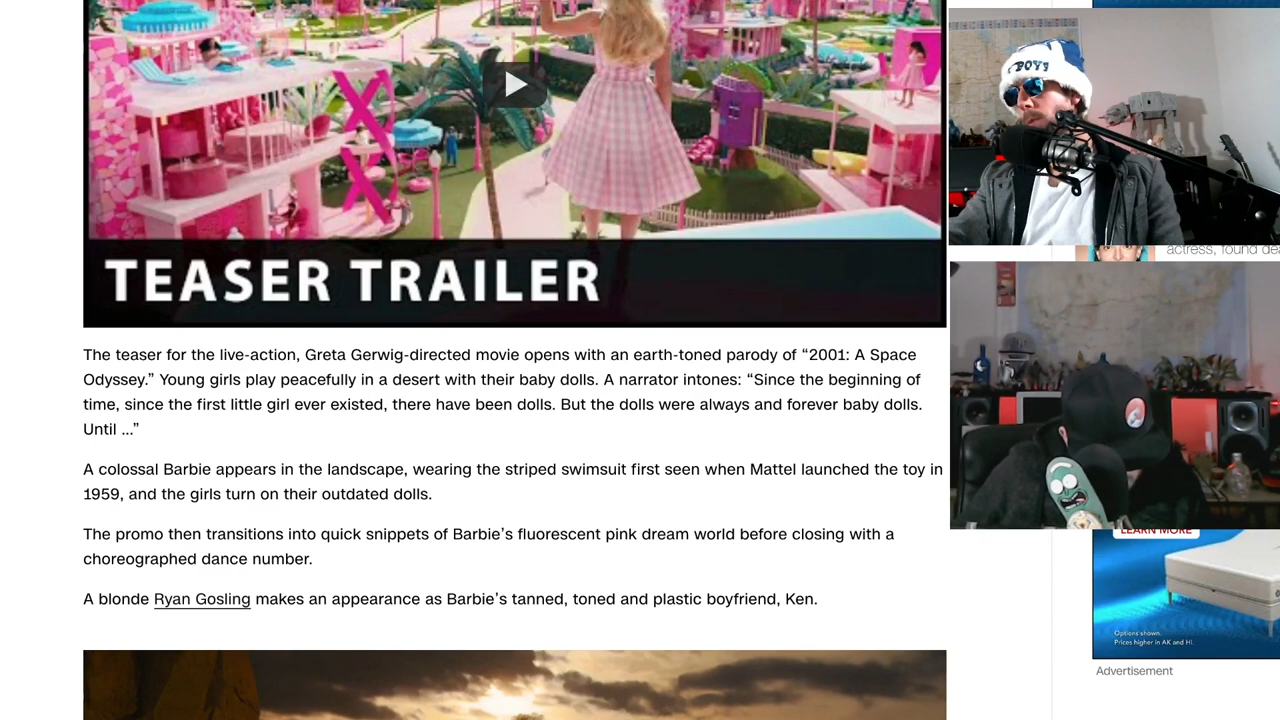 TEASER TRAILER
The teaser for the live-action, Greta Gerwig-directed movie opens with an earth-toned parody of “2001: A Space
Odyssey.” Young girls play peacefully in a desert with their baby dolls. A narrator intones: “Since the beginning of
time, since the first little girl ever existed, there have been dolls. But the dolls were always and forever baby dolls.
Until ...”
A colossal Barbie appears in the landscape, wearing the striped swimsuit first seen when Mattel launched the toy in
1959, and the girls turn on their outdated dolls.
The promo then transitions into quick snippets of Barbie’s fluorescent pink dream world before closing with a
choreographed dance number.
A blonde Ryan Gosling makes an appearance as Barbie’s tanned, toned and plastic boyfriend, Ken.
BOYS
actress, found
LEARN MORE
Options shown.
Prices higher in AK and HI.
Advertisement